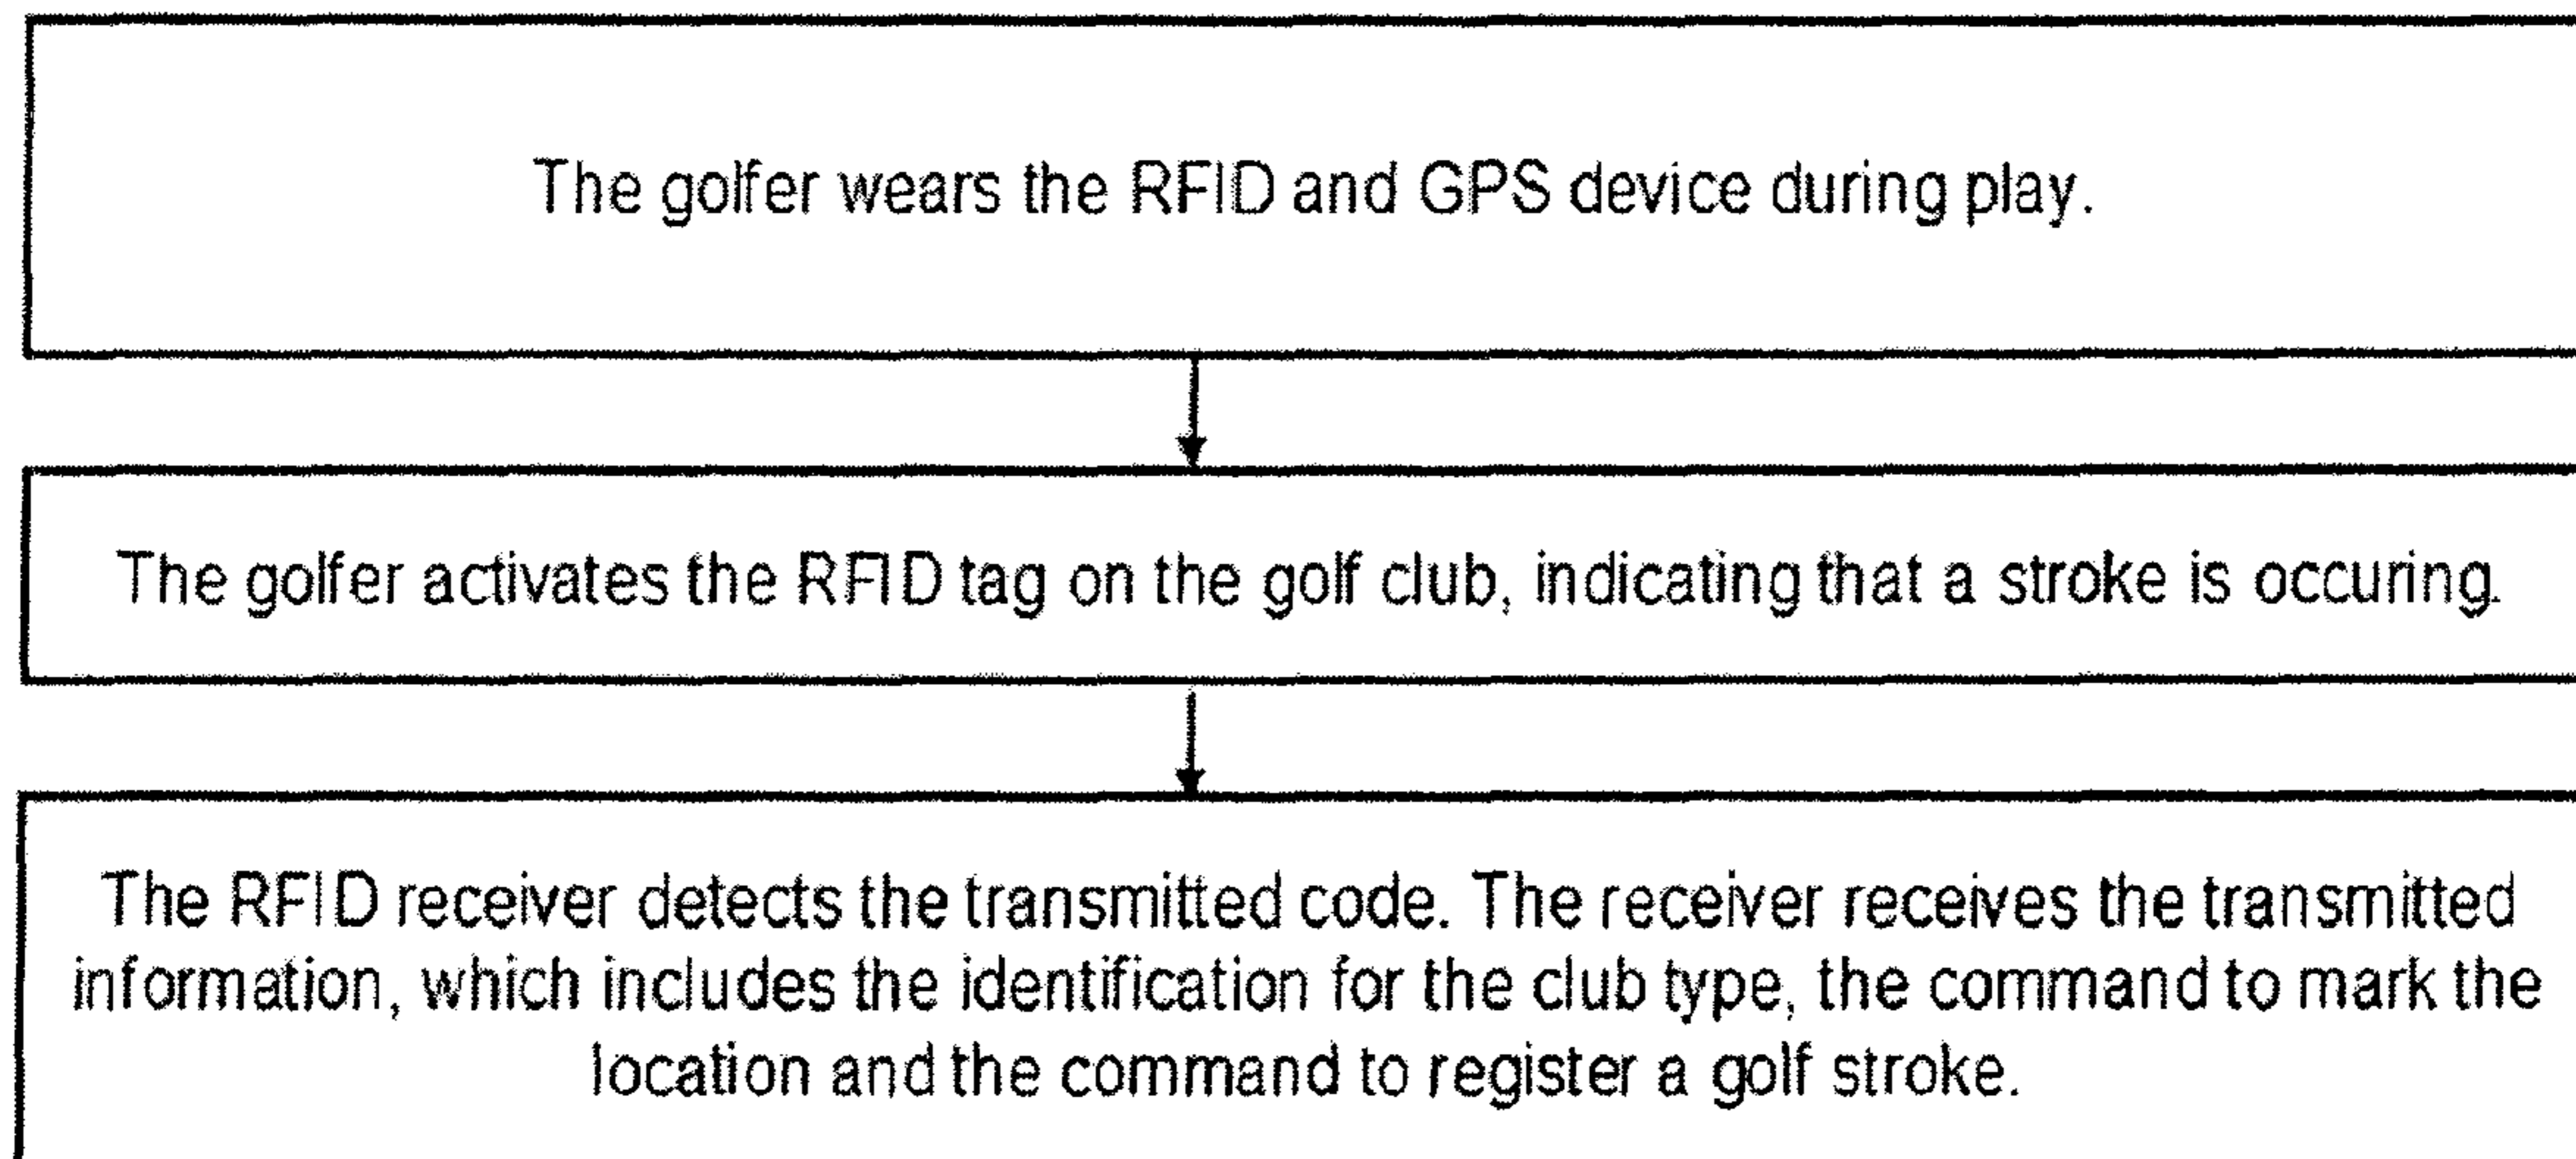 The golfer wears the RFID and GPS device during play.
The golfer activates the RFID tag on the golf club, indicating that a stroke is occuring.
The RFID receiver detects the transmitted code. The receiver receives the transmitted
information, which includes the identification for the club type, the command to mark the
location and the command to register a golf stroke.